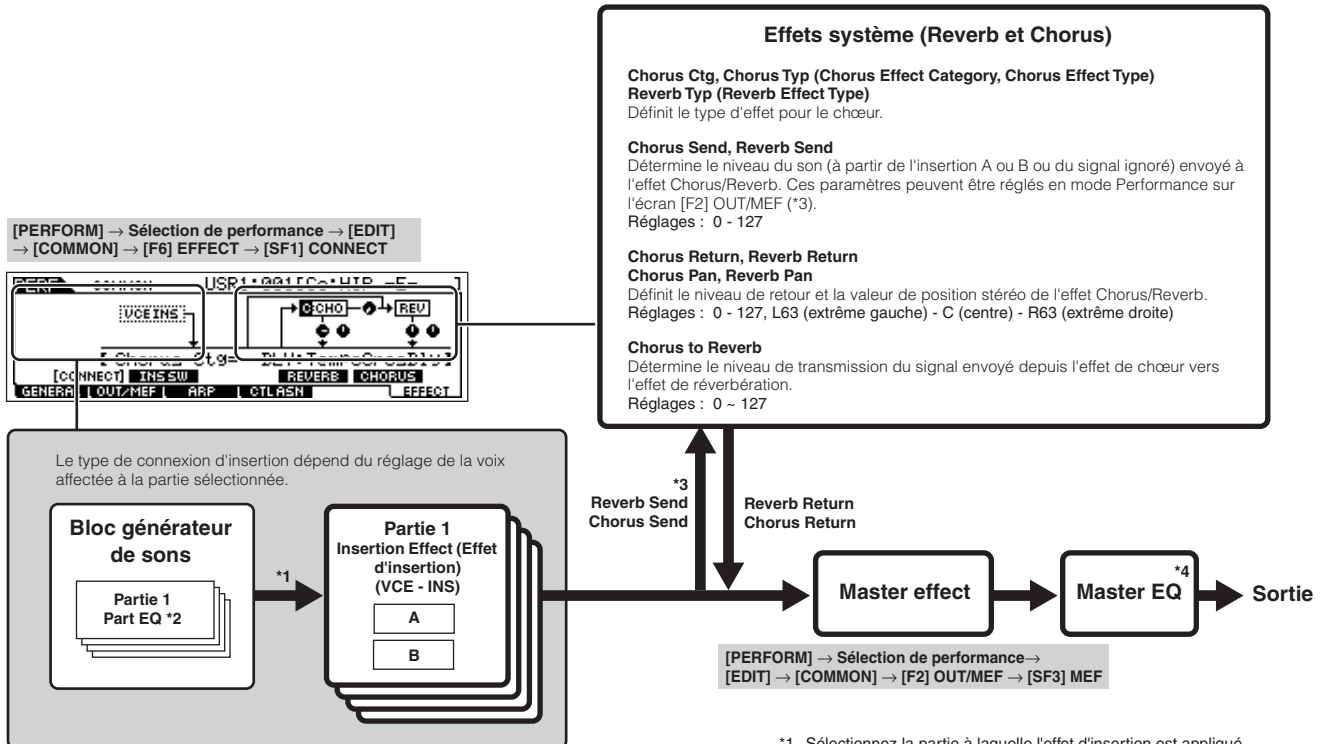 Effets système (Reverb et Chorus)
Chorus Ctg, Chorus Typ (Chorus Effect Category, Chorus Effect Type)
Reverb Typ (Reverb Effect Type)
Définit le type d'effet pour le chœur.
Chorus Send, Reverb Send
Détermine le niveau du son (à partir de l'insertion A ou B ou du signal ignoré) envoyé à
l'effet Chorus/Reverb. Ces paramètres peuvent être réglés en mode Performance sur
l'écran [F2] OUT/MEF (*3).
Réglages : 0 - 127
Chorus Return, Reverb Return
Chorus Pan, Reverb Pan
Définit le niveau de retour et la valeur de position stéréo de l'effet Chorus/Reverb.
Réglages : 0 - 127, L63 (extrême gauche) - C (centre) - R63 (extrême droite)
Chorus to Reverb
Détermine le niveau de transmission du signal envoyé depuis l'effet de chœur vers
l'effet de réverbération.
Réglages : 0 ~ 127
[PERFORM] → Sélection de performance → [EDIT]
→ [COMMON] → [F6] EFFECT → [SF1] CONNECT
VCEINS
CHO
REV
INS SW
REVERB CHORUS
OUT/MEF ARP CTLASN EFFECT
Le type de connexion d'insertion dépend du réglage de la voix
affectée à la partie sélectionnée.
Bloc générateur
de sons
Partie 1
Part EQ *2
*1
Partie 1
Insertion Effect (Effet
d'insertion)
(VCE - INS)
A
B
*3
Reverb Send
Chorus Send
Reverb Return
Chorus Return
Master effect
Master EQ *4
Sortie
[PERFORM] → Sélection de performance→
[EDIT] → [COMMON] → [F2] OUT/MEF → [SF3] MEF
*1 Sélectionnez la partie à laquelle l'effet d'insertion est appliqué